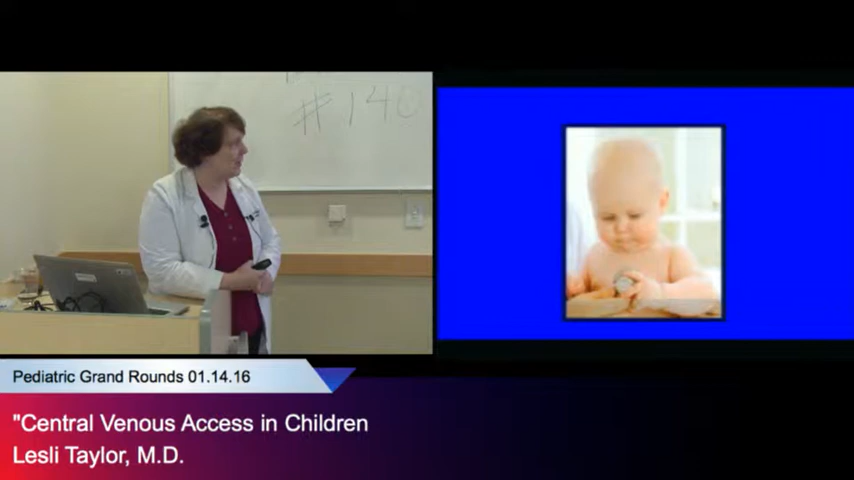 #140
Pediatric Grand Rounds 01.14.16
"Central Venous Access in Children
Lesli Taylor, M.D.